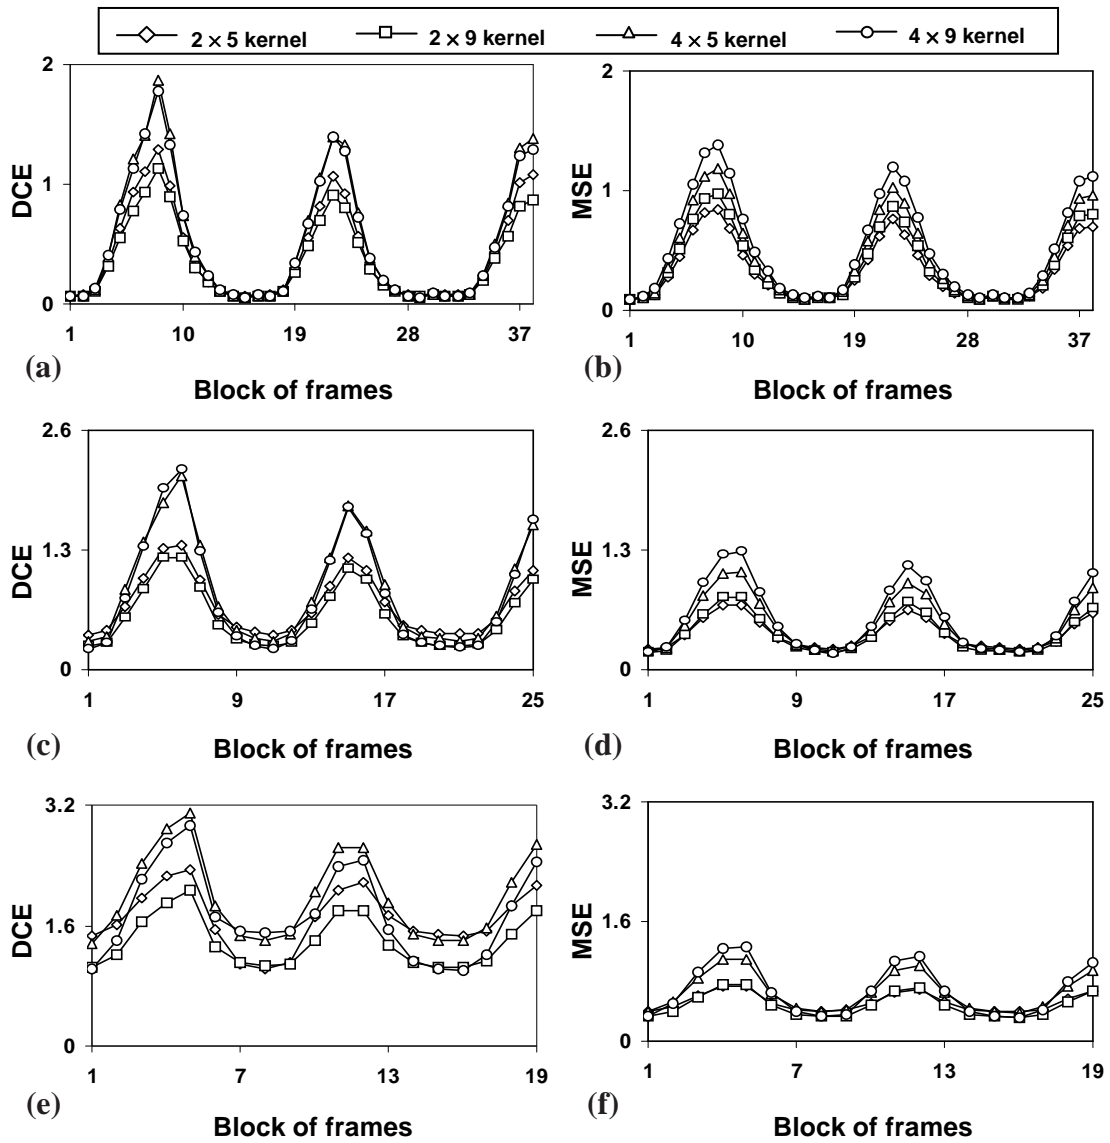 2 × 5 kernel 2 × 9 kernel 4 × 5 kernel 4 × 9 kernel
2
1
0
DCE
1 10 19 28 37
(a)
Block of frames
2
1
0
MSE
1 10 19 28 37
(b)
Block of frames
2.6
1.3
0
DCE
1 9 17 25
(c)
Block of frames
2.6
1.3
0
MSE
1 9 17 25
(d)
Block of frames
3.2
1.6
0
DCE
1 7 13 19
(e)
Block of frames
3.2
1.6
0
MSE
1 7 13 19
(f)
Block of frames